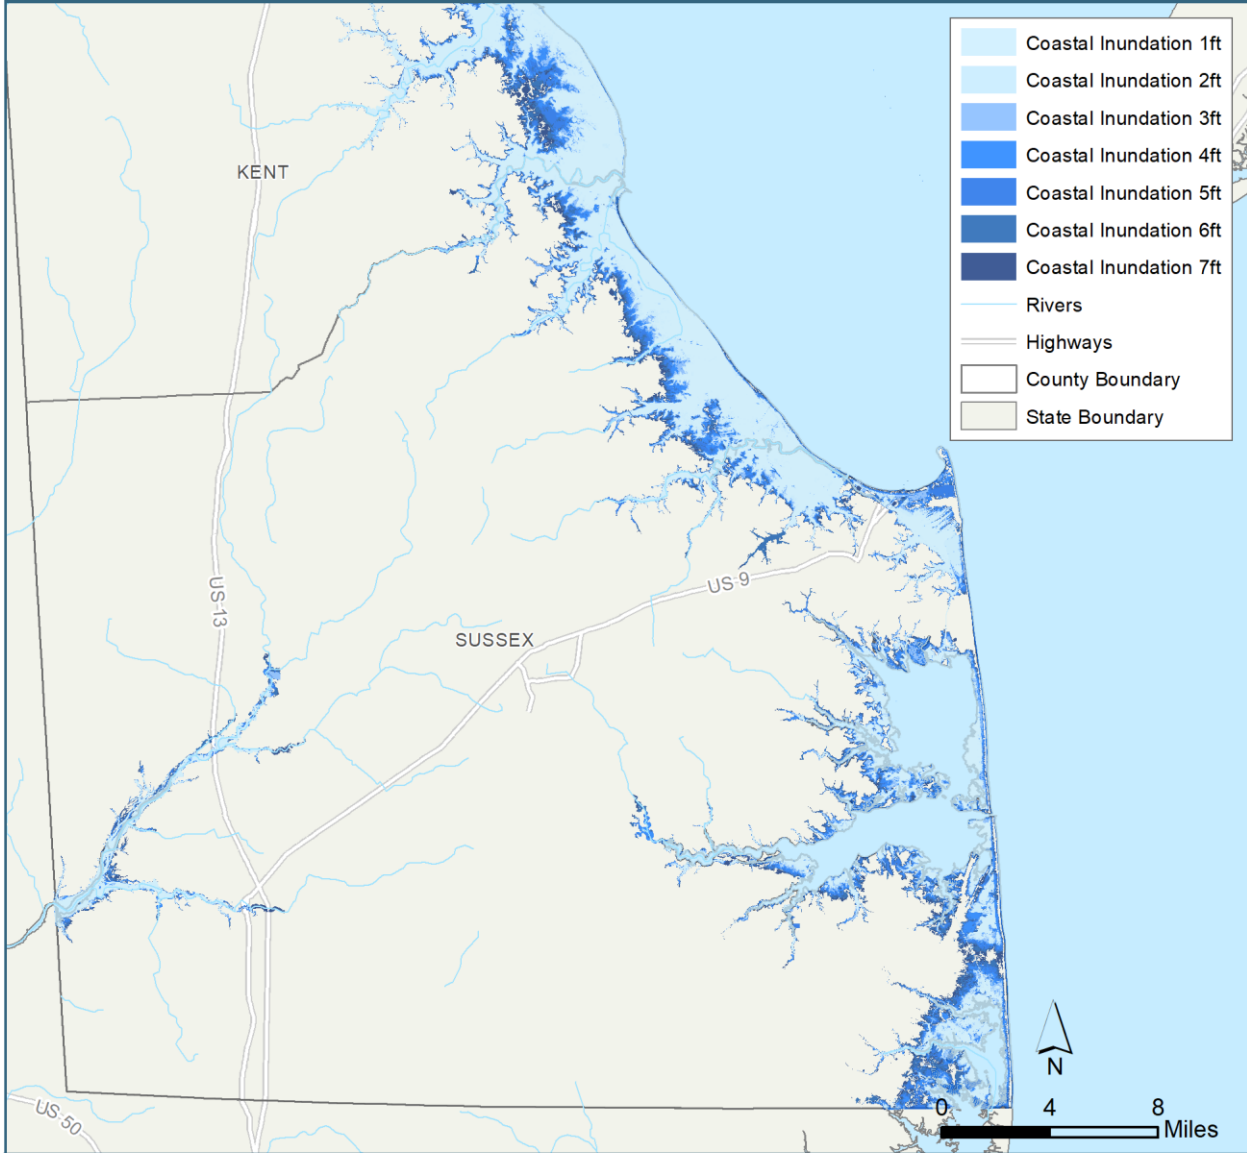 Coastal Inundation 1ft
Coastal Inundation 2ft
Coastal Inundation 3ft
Coastal Inundation 4ft
Coastal Inundation 5ft
Coastal Inundation 6ft
Coastal Inundation 7ft
Rivers
Highways
County Boundary
State Boundary
KENT
US 13
US 9
SUSSEX
N
0 4 8
Miles
US 50